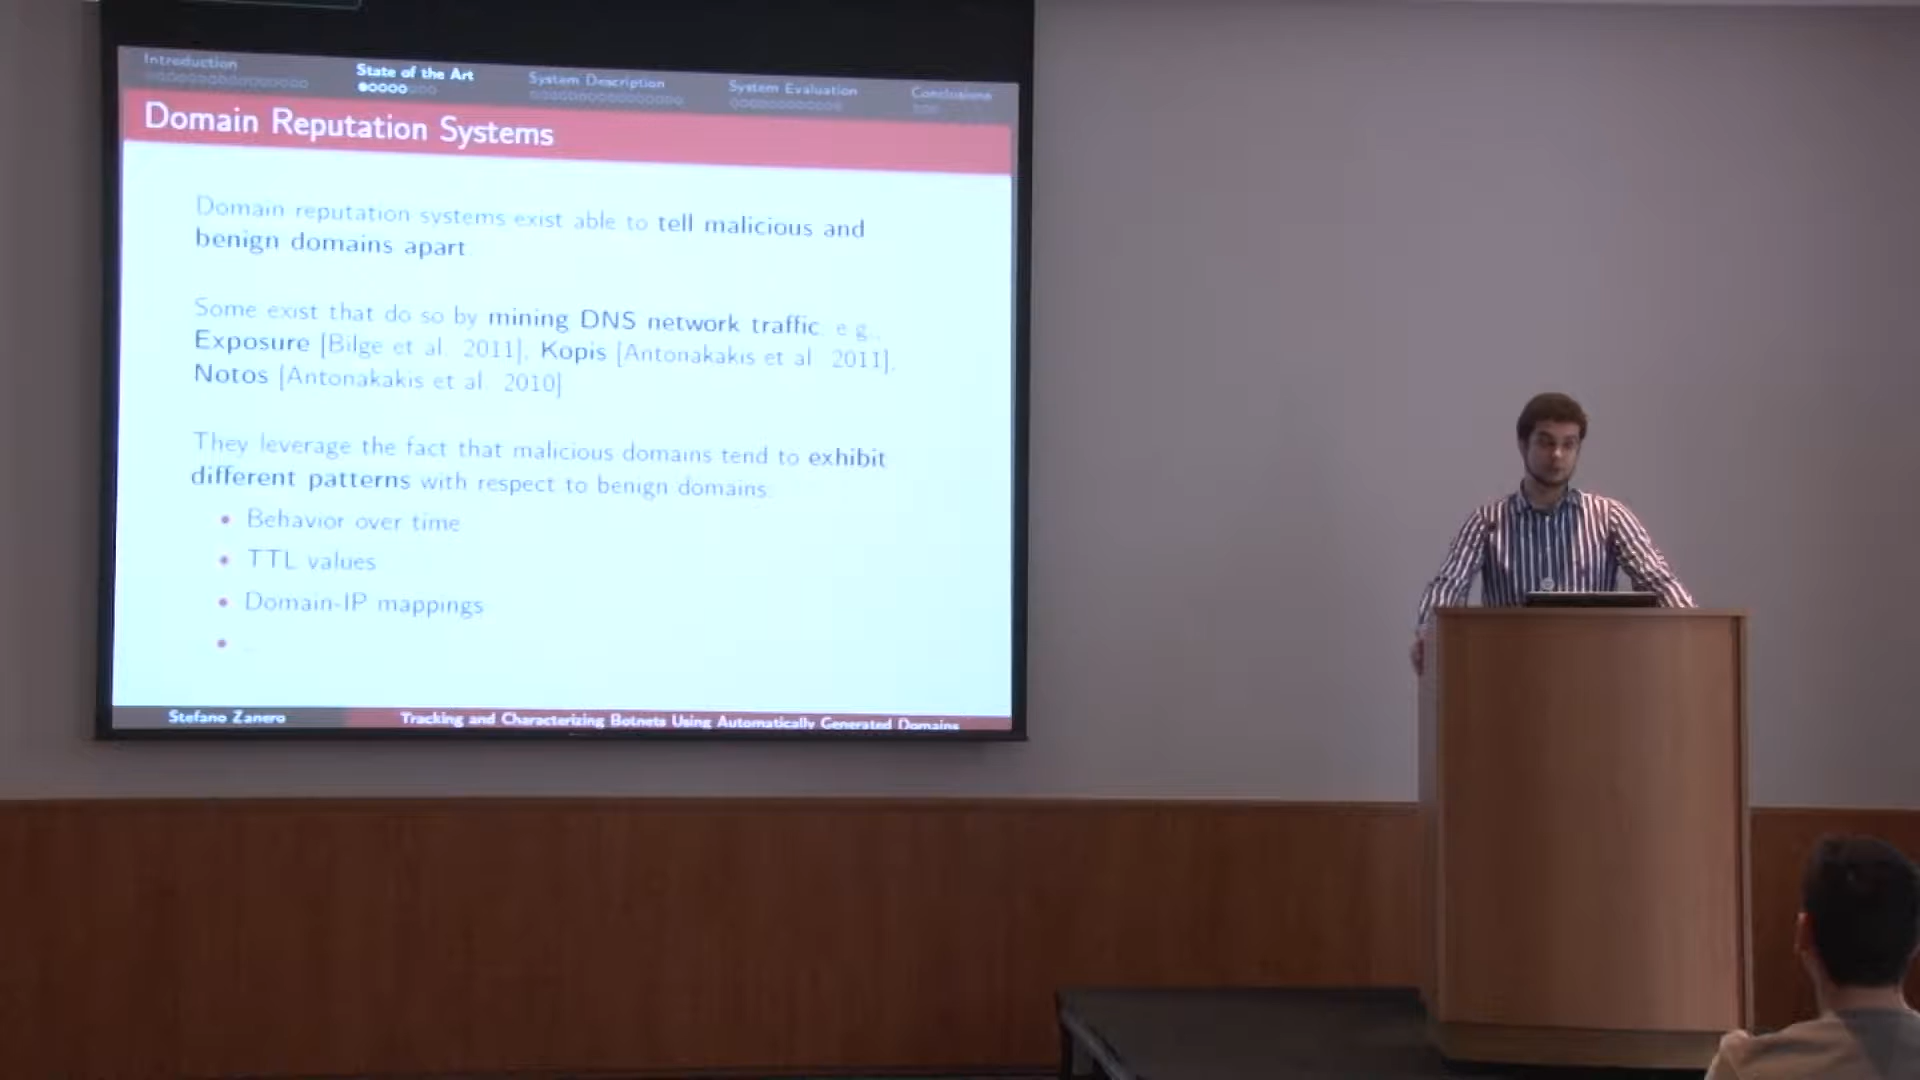 Introduction
State of the Art
System Description
System Evaluation
Conclusions
Domain Reputation Systems
Domain reputation systems exist able to tell malicious and
benign domains apart.
Some exist that do so by mining DNS network traffic, e.g.,
Exposure [Bilge et al. 2011], Kopis [Antonakakis et al. 2011],
Notos [Antonakakis et al. 2010]
They leverage the fact that malicious domains tend to exhibit
different patterns with respect to benign domains:
• Behavior over time
• TTL values
• Domain-IP mappings
• ...
Stefano Zanero
Tracking and Characterizing Botnets Using Automatically Generated Domains